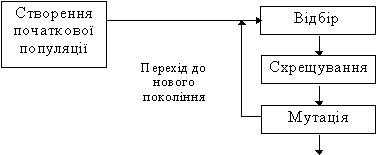 Створення
початкової
популяції
Відбір
Схрещування
Перехід до
нового
покоління
Мутація